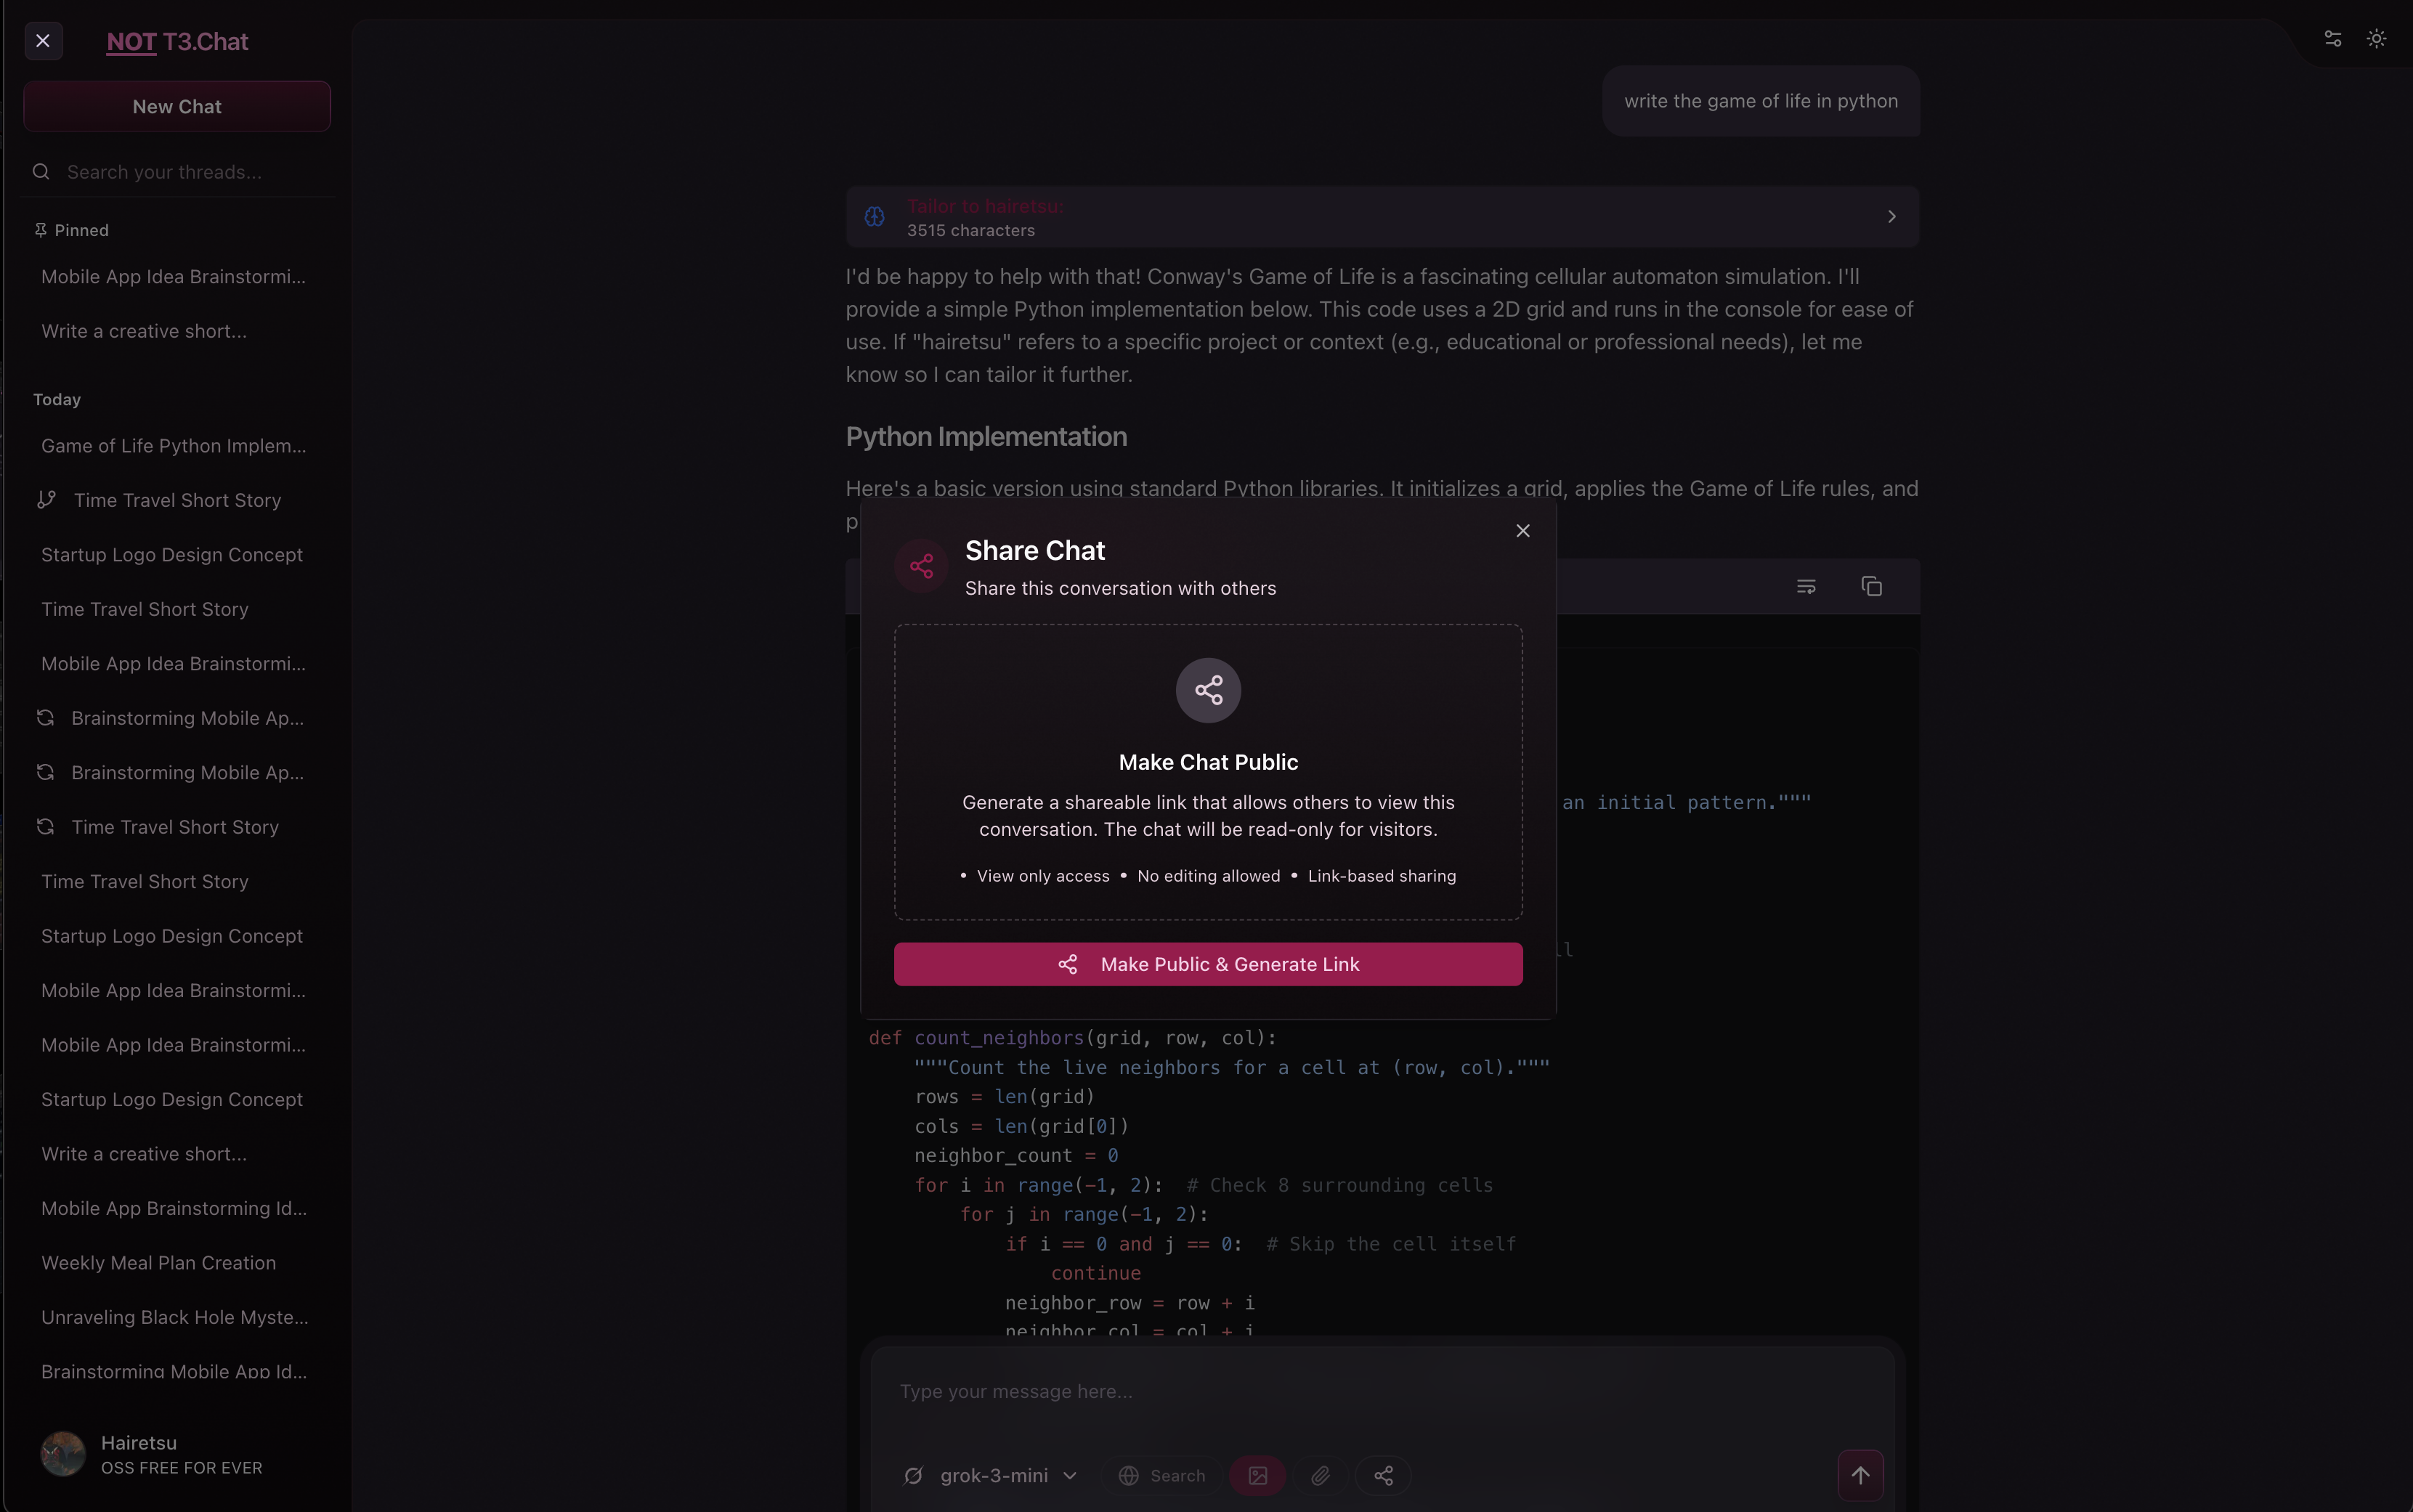 NOT T3.Chat
New Chat
Search your threads...
Pinned
Mobile App Idea Brainstormi...
Write a creative short...
Today
Game of Life Python Implem...
Time Travel Short Story
Startup Logo Design Concept
Time Travel Short Story
Mobile App Idea Brainstormi...
Brainstorming Mobile Ap...
Brainstorming Mobile Ap...
Time Travel Short Story
Time Travel Short Story
Startup Logo Design Concept
Mobile App Idea Brainstormi...
Mobile App Idea Brainstormi...
Startup Logo Design Concept
Write a creative short...
Mobile App Brainstorming Id...
Weekly Meal Plan Creation
Unraveling Black Hole Myste...
Brainstorming Mobile App Id...
Hairetsu
OSS FREE FOR EVER
write the game of life in python
Tailor to hairetsu:
3515 characters
I'd be happy to help with that! Conway's Game of Life is a fascinating cellular automaton simulation. I'll
provide a simple Python implementation below. This code uses a 2D grid and runs in the console for ease of
use. If "hairetsu" refers to a specific project or context (e.g., educational or professional needs), let me
know so I can tailor it further.
Python Implementation
Here's a basic version using standard Python libraries. It initializes a grid, applies the Game of Life rules, and
p
Share Chat
Share this conversation with others
Make Chat Public
Generate a shareable link that allows others to view this
conversation. The chat will be read-only for visitors.
• View only access • No editing allowed • Link-based sharing
Make Public & Generate Link
an initial pattern."""
ll
def count_neighbors(grid, row, col):
"""Count the live neighbors for a cell at (row, col)."""
rows = len(grid)
cols = len(grid[0])
neighbor_count = 0
for i in range(-1, 2):  # Check 8 surrounding cells
for j in range(-1, 2):
if i == 0 and j == 0:  # Skip the cell itself
continue
neighbor_row = row + i
neighbor_col = col + j
Type your message here...
grok-3-mini
Search